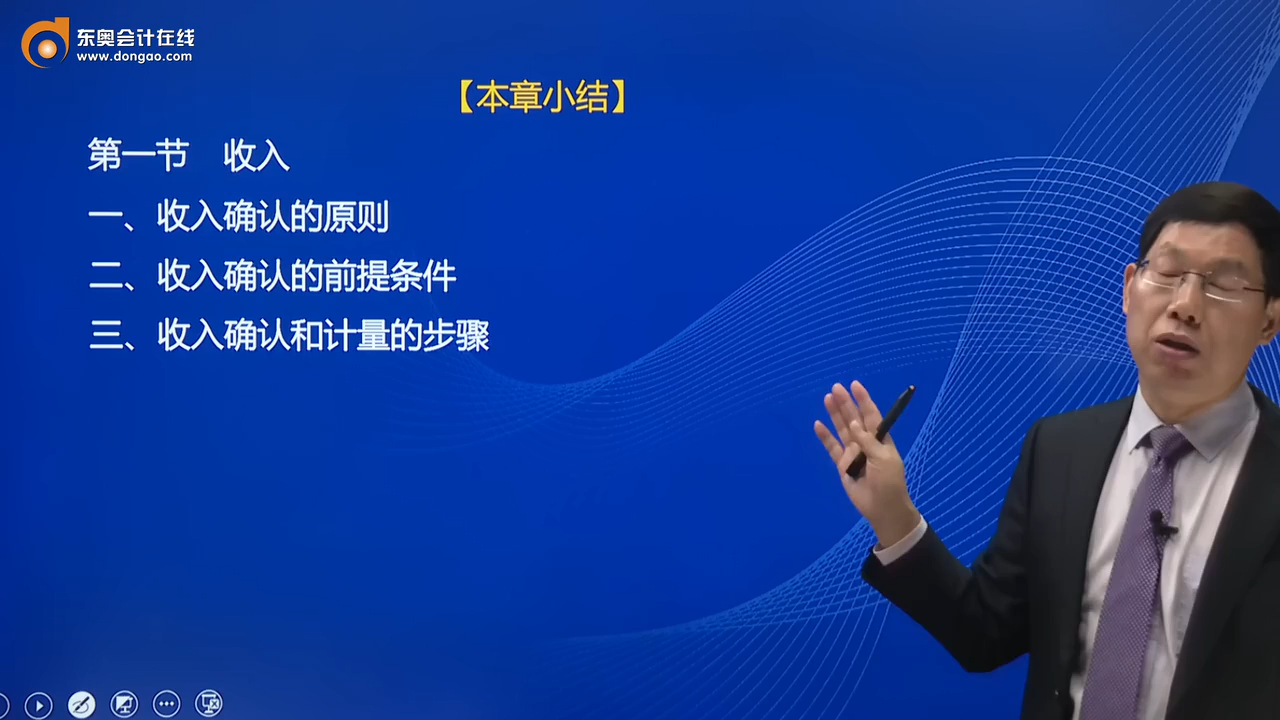 东奥会计在线
www.dongao.com
【本章小结】
第一节 收入
一、收入确认的原则
二、收入确认的前提条件
三、收入确认和计量的步骤